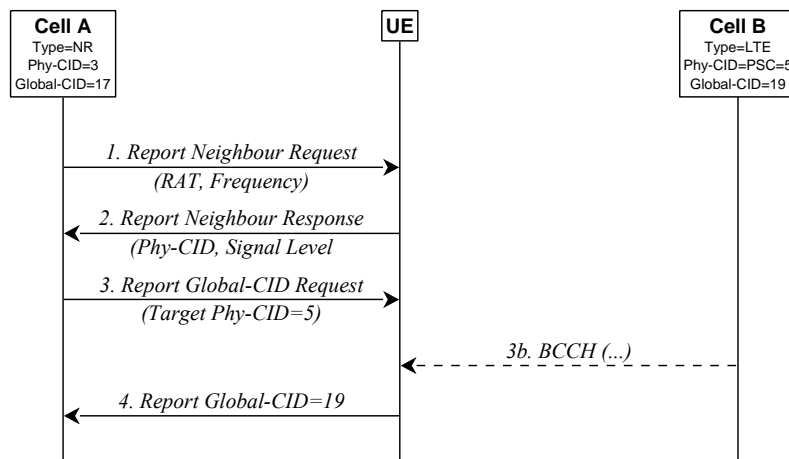 Cell A
Type=NR
Phy-CID=3
Global-CID=17
UE
Cell B
Type=LTE
Phy-CID=PSC=5
Global-CID=19
1. Report Neighbour Request
(RAT, Frequency)
2. Report Neighbour Response
(Phy-CID, Signal Level
3. Report Global-CID Request
(Target Phy-CID=5)
3b. BCCH (...)
4. Report Global-CID=19